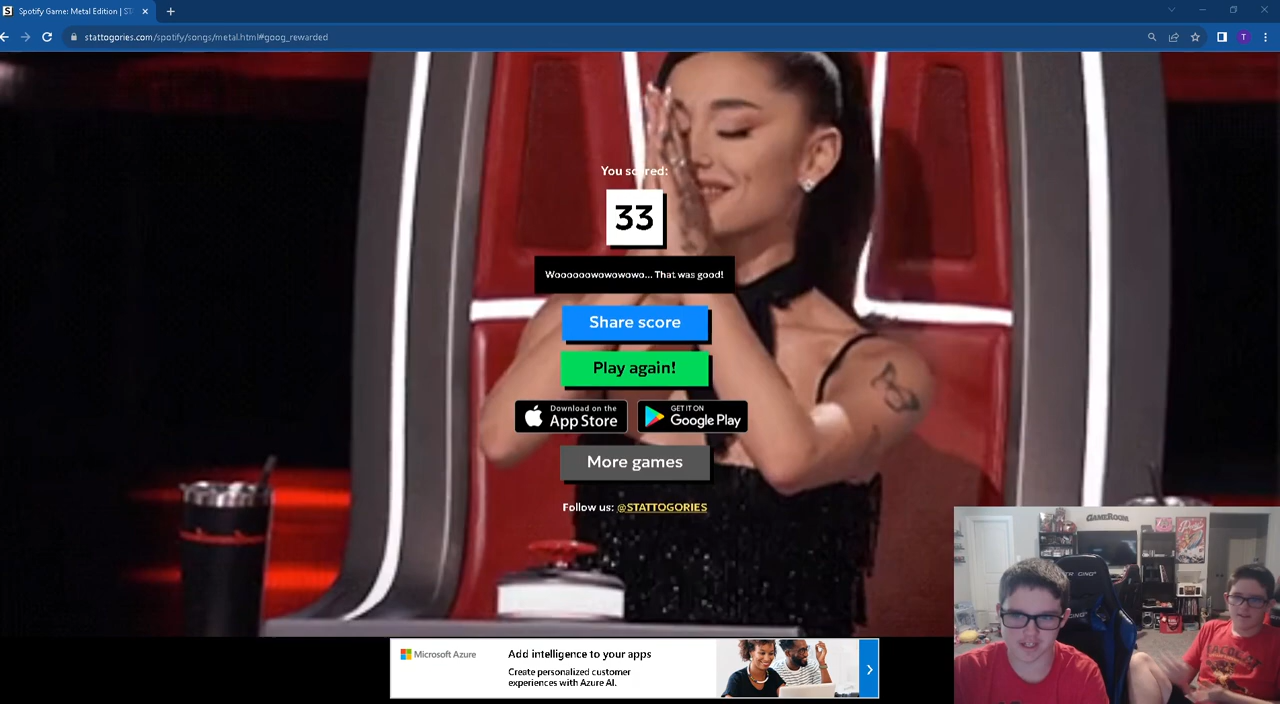 Spotify Game: Metal Edition | ST
stattogories.com/spotify/songs/metal.html#goog_rewarded
T
You scored:
33
Woooooowowowowo... That was good!
Share score
Play again!
Download on the App Store
GET IT ON Google Play
More games
Follow us: @STATTOGORIES
GAMEROOM
Microsoft Azure
Add intelligence to your apps
Create personalized customer
experiences with Azure AI.